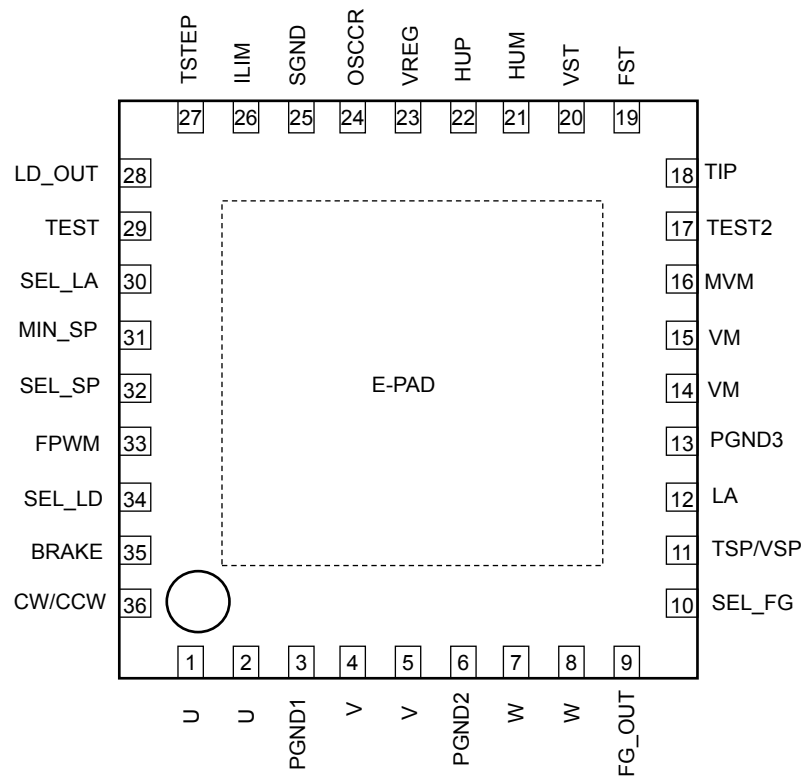 TSTEP ILIM SGND OSCCR VREG HUP HUM VST FST
27 26 25 24 23 22 21 20 19
LD_OUT 28 18 TIP
TEST 29 17 TEST2
SEL_LA 30 16 MVM
MIN_SP 31 15 VM
SEL_SP 32 E-PAD 14 VM
FPWM 33 13 PGND3
SEL_LD 34 12 LA
BRAKE 35 11 TSP/VSP
CW/CCW 36 10 SEL_FG
1 2 3 4 5 6 7 8 9
U U PGND1 V V PGND2 W W FG_OUT